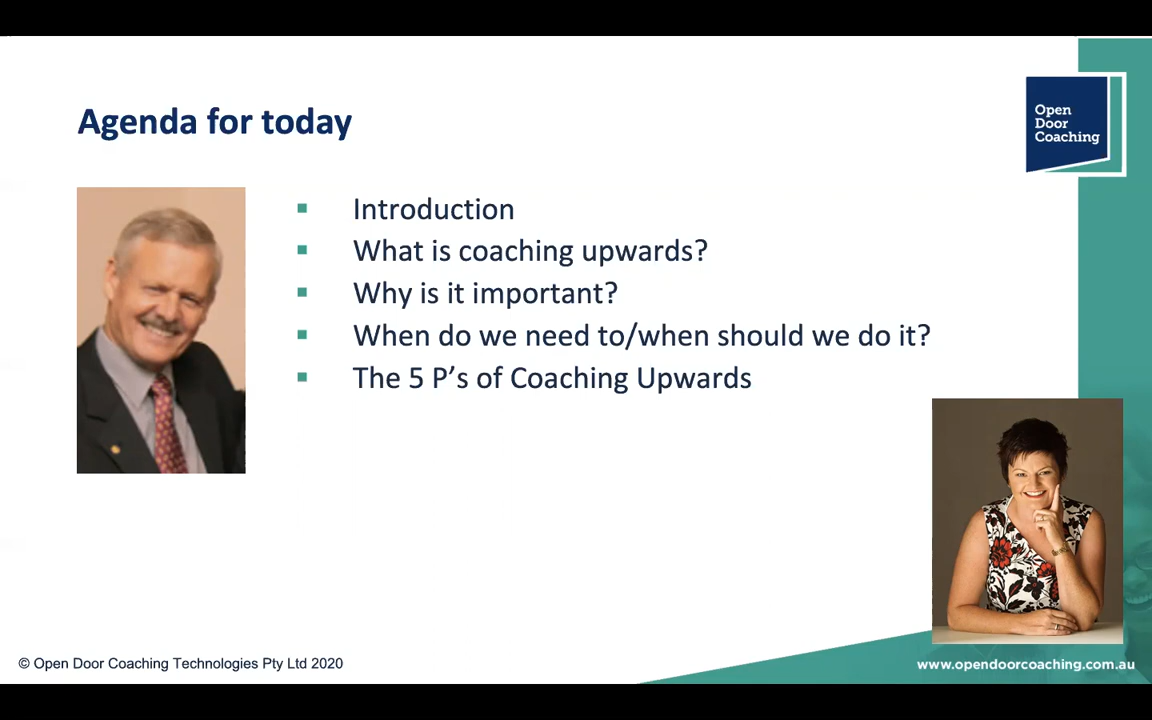 Agenda for today
Open
Door
Coaching
Introduction
What is coaching upwards?
Why is it important?
When do we need to/when should we do it?
The 5 P’s of Coaching Upwards
© Open Door Coaching Technologies Pty Ltd 2020
www.opendoorcoaching.com.au